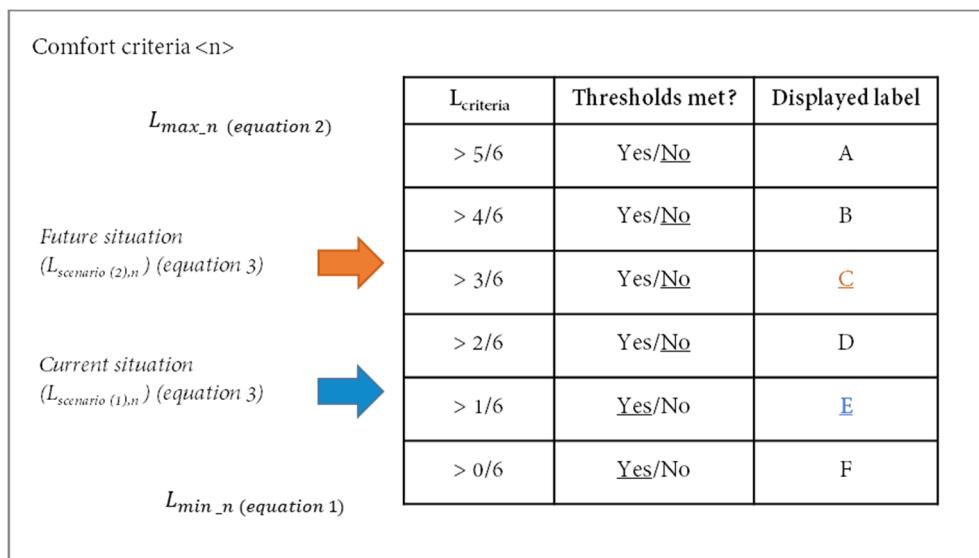 Comfort criteria <n>
L_max_n (equation 2)
Future situation
(L_scenario (2),n) (equation 3)
Current situation
(L_scenario (1),n) (equation 3)
L_min_n (equation 1)
L_criteria Thresholds met? Displayed label
> 5/6 Yes/No A
> 4/6 Yes/No B
> 3/6 Yes/No C
> 2/6 Yes/No D
> 1/6 Yes/No E
> 0/6 Yes/No F